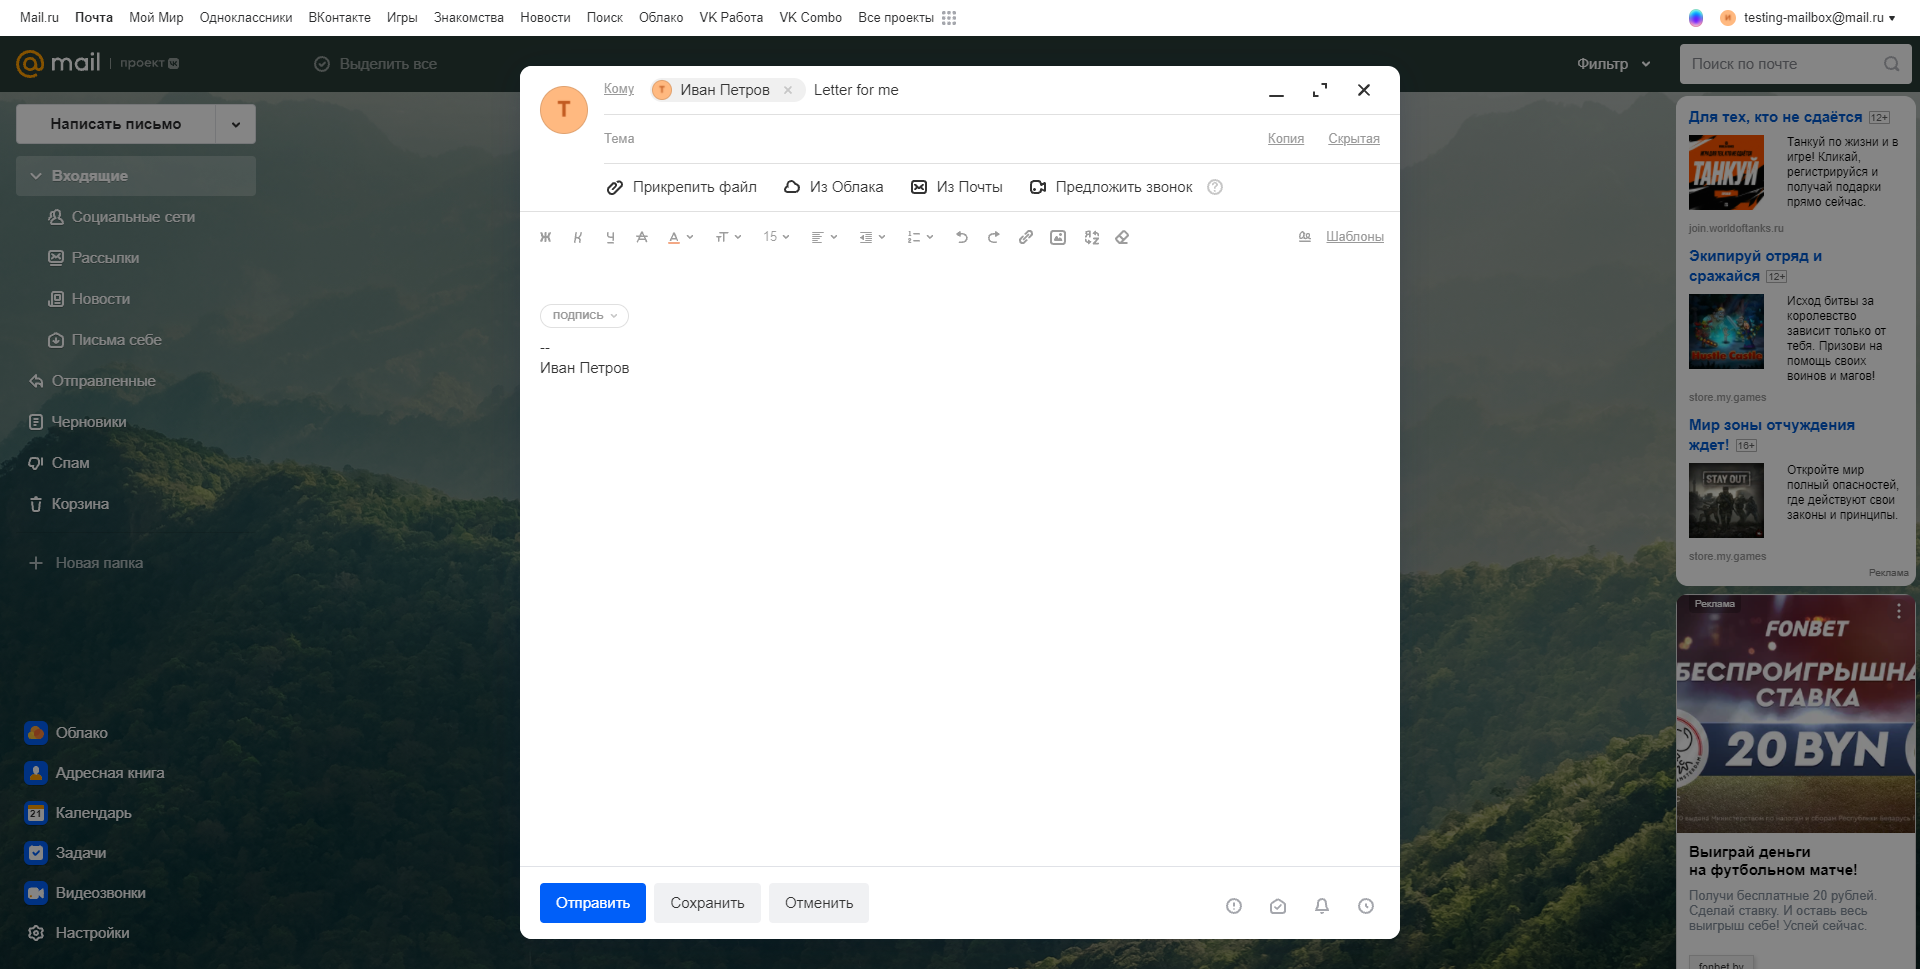 Mail.ru Почта Мой Мир Одноклассники ВКонтакте Игры Знакомства Новости Поиск Облако VK Работа VK Combo Все проекты
testing-mailbox@mail.ru
mail проект
Выделить все
Фильтр
Поиск по почте
Написать письмо
Входящие
Социальные сети
Рассылки
Новости
Письма себе
Отправленные
Черновики
Спам
Корзина
Новая папка
Облако
Адресная книга
21 Календарь
Задачи
Видеозвонки
Настройки
Т
Кому Т Иван Петров Letter for me
Тема
Копия Скрытая
Прикрепить файл Из Облака Из Почты Предложить звонок ?
Ж К Ч А А тТ 15
Шаблоны
ПОДПИСЬ
--
Иван Петров
Отправить Сохранить Отменить
Для тех, кто не сдаётся 12+
ТАНКУЙ
Танкуй по жизни и в
игре! Кликай,
регистрируйся и
получай подарки
прямо сейчас.
join.worldoftanks.ru
Экипируй отряд и
сражайся 12+
Mystic Castle
Исход битвы за
королевство
зависит только от
тебя. Призови на
помощь своих
воинов и магов!
store.my.games
Мир зоны отчуждения
ждет! 16+
STAY OUT
Откройте мир
полный опасностей,
где действуют свои
законы и принципы.
store.my.games
Реклама
Реклама
FONBET
БЕСПРОИГРЫШНА
СТАВКА
20 BYN
Выиграй деньги
на футбольном матче!
Получи бесплатные 20 рублей.
Сделай ставку. И оставь весь
выигрыш себе! Успей сейчас.
fonbet.by